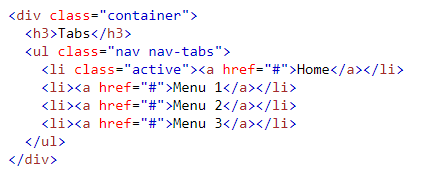 <div class="container">
  <h3>Tabs</h3>
  <ul class="nav nav-tabs">
    <li class="active"><a href="#">Home</a></li>
    <li><a href="#">Menu 1</a></li>
    <li><a href="#">Menu 2</a></li>
    <li><a href="#">Menu 3</a></li>
  </ul>
</div>